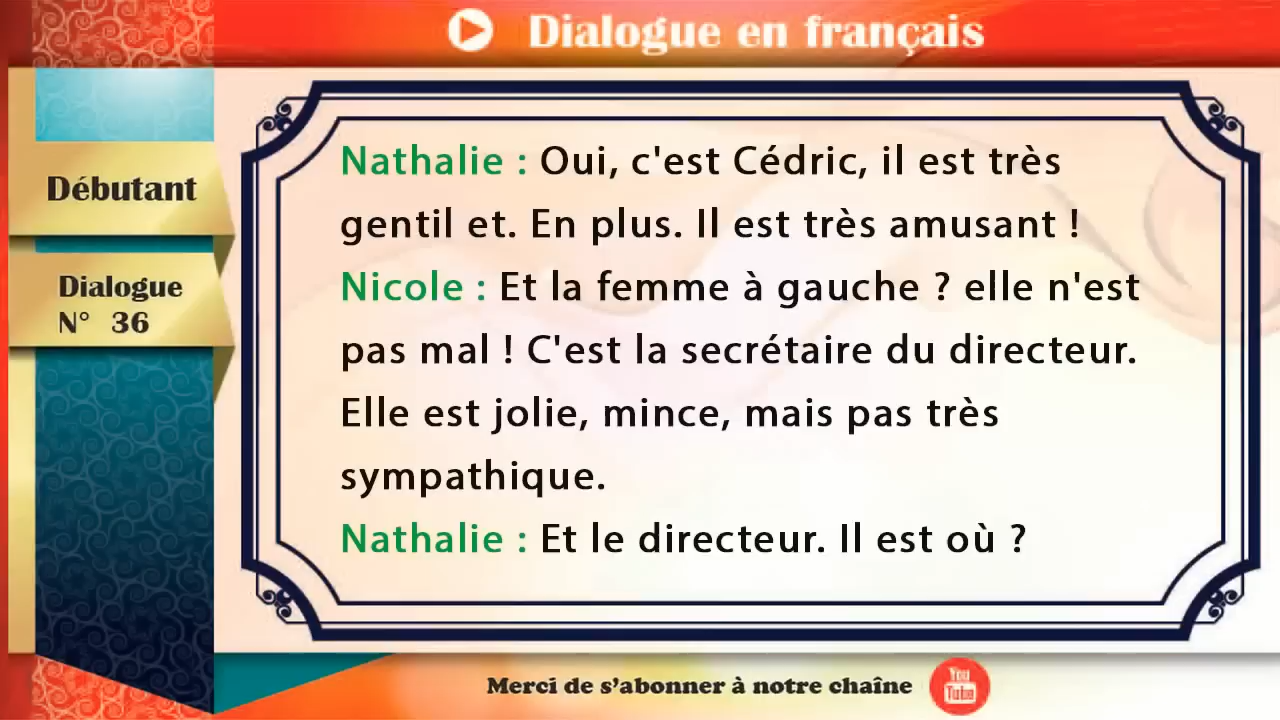 Dialogue en français
Débutant
Dialogue
N° 36
Nathalie : Oui, c'est Cédric, il est très
gentil et. En plus. Il est très amusant !
Nicole : Et la femme à gauche ? elle n'est
pas mal ! C'est la secrétaire du directeur.
Elle est jolie, mince, mais pas très
sympathique.
Nathalie : Et le directeur. Il est où ?
Merci de s'abonner à notre chaîne
You
Tube